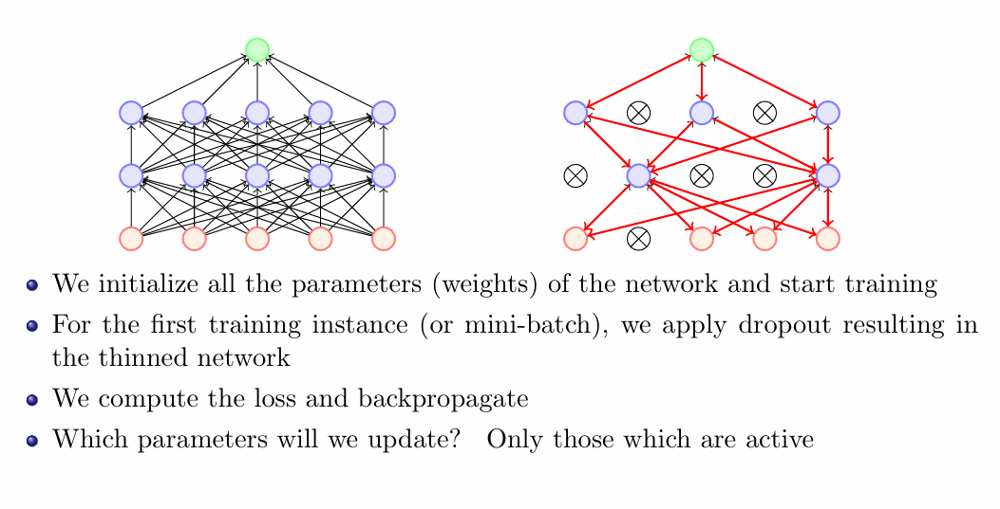 We initialize all the parameters (weights) of the network and start training
For the first training instance (or mini-batch), we apply dropout resulting in
the thinned network
We compute the loss and backpropagate
Which parameters will we update? Only those which are active